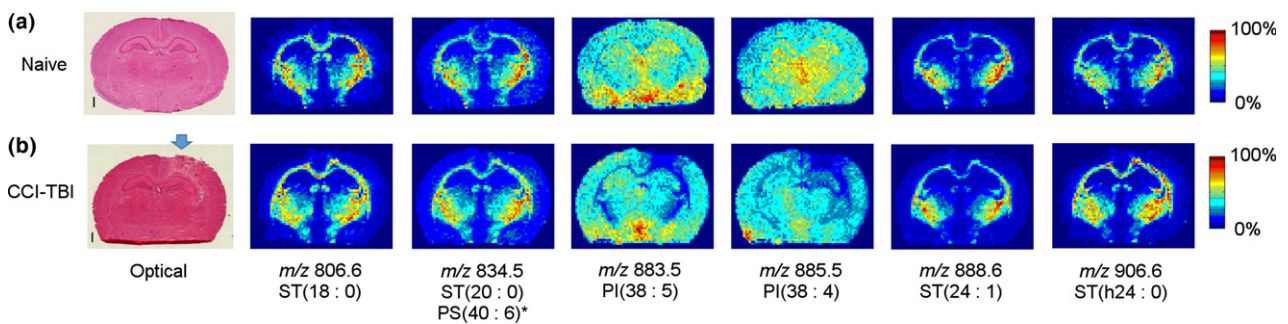 (a)
Naive
100%
0%
(b)
CCI-TBI
100%
0%
Optical
m/z 806.6
ST(18 : 0)
m/z 834.5
ST(20 : 0)
PS(40 : 6)*
m/z 883.5
PI(38 : 5)
m/z 885.5
PI(38 : 4)
m/z 888.6
ST(24 : 1)
m/z 906.6
ST(h24 : 0)